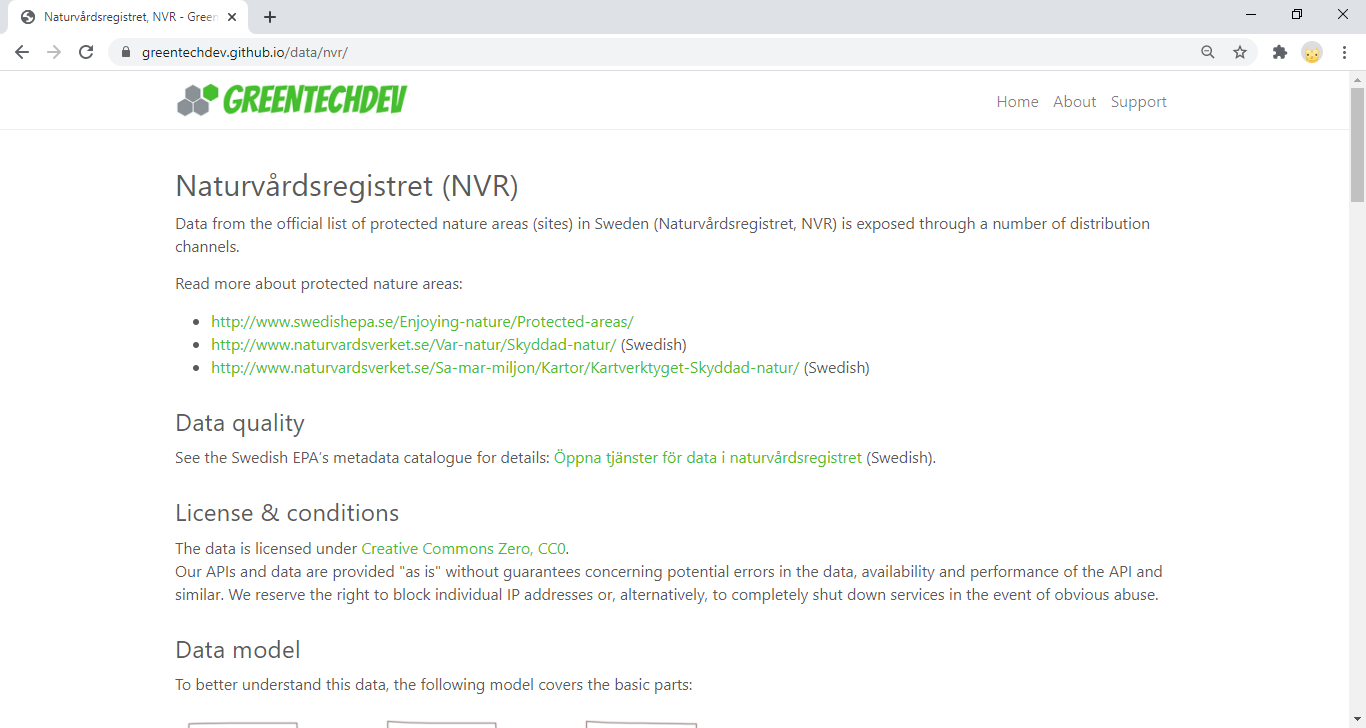 Naturvårdsregistret, NVR - Green
greentechdev.github.io/data/nvr/
GREENTECHDEV
Home About Support
Naturvårdsregistret (NVR)
Data from the official list of protected nature areas (sites) in Sweden (Naturvårdsregistret, NVR) is exposed through a number of distribution
channels.
Read more about protected nature areas:
http://www.swedishepa.se/Enjoying-nature/Protected-areas/
http://www.naturvardsverket.se/Var-natur/Skyddad-natur/ (Swedish)
http://www.naturvardsverket.se/Sa-mar-miljon/Kartor/Kartverktyget-Skyddad-natur/ (Swedish)
Data quality
See the Swedish EPA's metadata catalogue for details: Öppna tjänster för data i naturvårdsregistret (Swedish).
License & conditions
The data is licensed under Creative Commons Zero, CC0.
Our APIs and data are provided "as is" without guarantees concerning potential errors in the data, availability and performance of the API and
similar. We reserve the right to block individual IP addresses or, alternatively, to completely shut down services in the event of obvious abuse.
Data model
To better understand this data, the following model covers the basic parts: